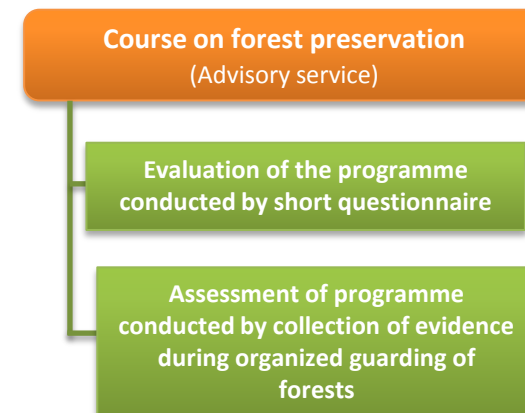 Course on forest preservation
(Advisory service)
Evaluation of the programme
conducted by short questionnaire
Assessment of programme
conducted by collection of evidence
during organized guarding of
forests